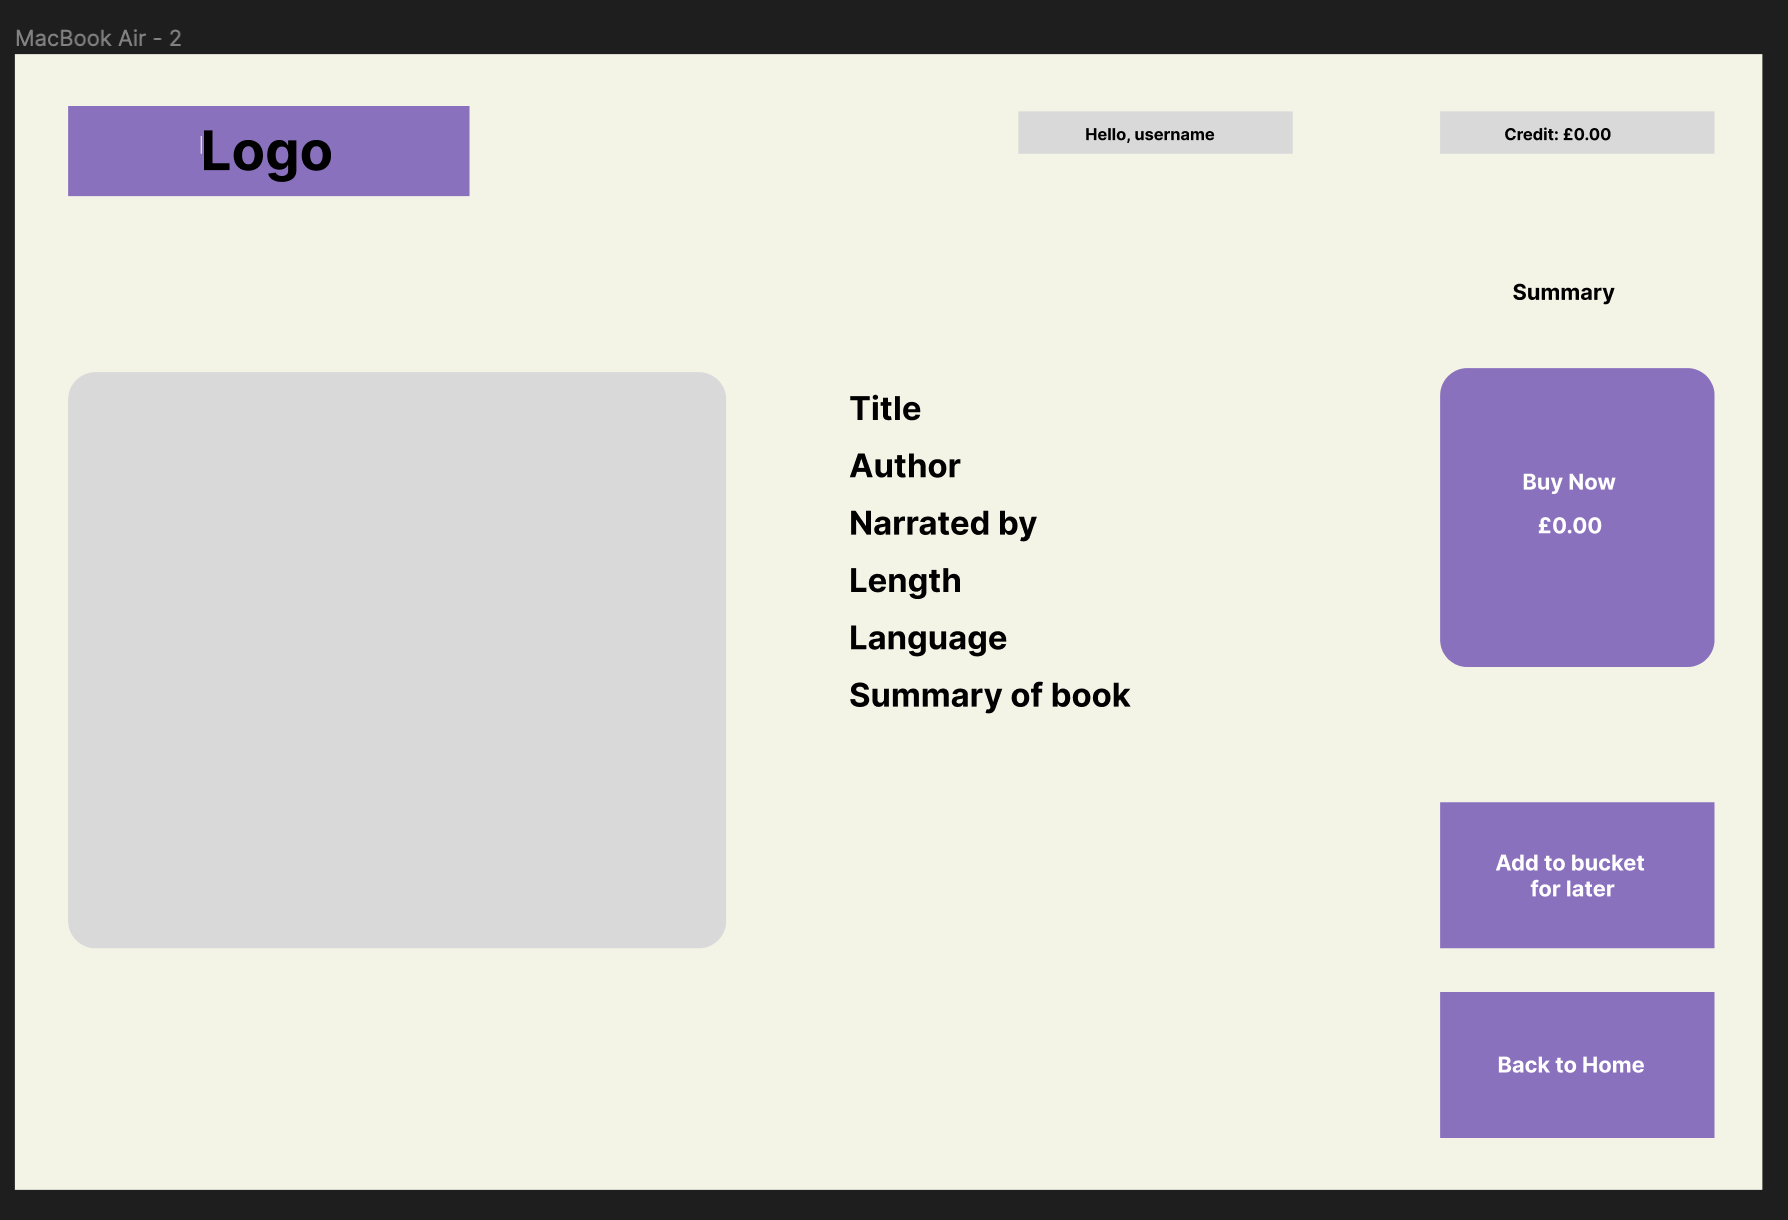 MacBook Air - 2
Logo
Hello, username
Credit: £0.00
Summary
Title
Author
Narrated by
Length
Language
Summary of book
Buy Now
£0.00
Add to bucket
for later
Back to Home